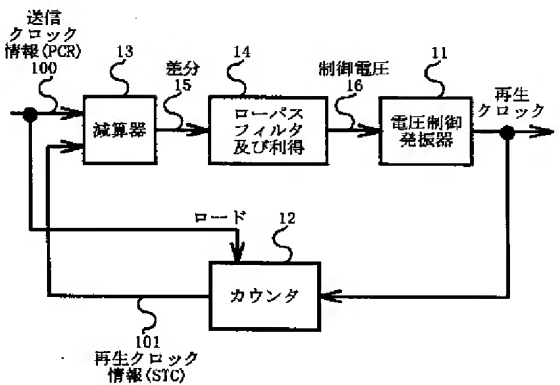 送信
クロック
情報(PCR)
100
13
減算器
差分
15
14
ローパス
フィルタ
及び利得
制御電圧
16
11
電圧制御
発振器
再生
クロック
ロード
12
カウンタ
101
再生クロック
情報(STC)